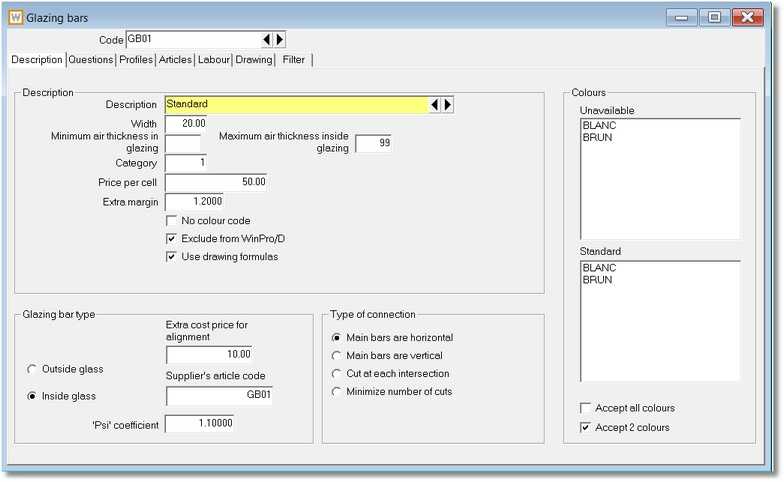 W Glazing bars
Code GB01
Description Questions Profiles Articles Labour Drawing Filter
Description
Description Standard
Width 20.00
Minimum air thickness in
glazing
Maximum air thickness inside
glazing 99
Category 1
Price per cell 50.00
Extra margin 1.2000
No colour code
Exclude from WinPro/D
Use drawing formulas
Colours
Unavailable
BLANC
BRUN
Standard
BLANC
BRUN
Accept all colours
Accept 2 colours
Glazing bar type
Extra cost price for
alignment
10.00
Outside glass
Supplier's article code
Inside glass GB01
'Psi' coefficient 1.10000
Type of connection
Main bars are horizontal
Main bars are vertical
Cut at each intersection
Minimize number of cuts